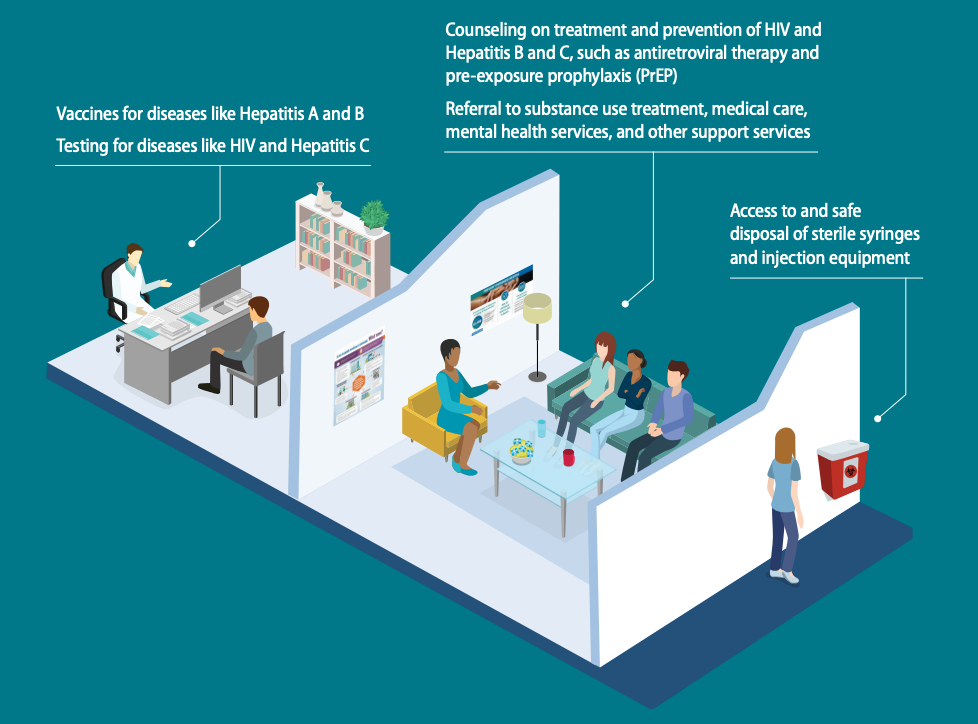 Vaccines for diseases like Hepatitis A and B
Testing for diseases like HIV and Hepatitis C
Counseling on treatment and prevention of HIV and
Hepatitis B and C, such as antiretroviral therapy and
pre-exposure prophylaxis (PrEP)
Referral to substance use treatment, medical care,
mental health services, and other support services
Access to and safe
disposal of sterile syringes
and injection equipment